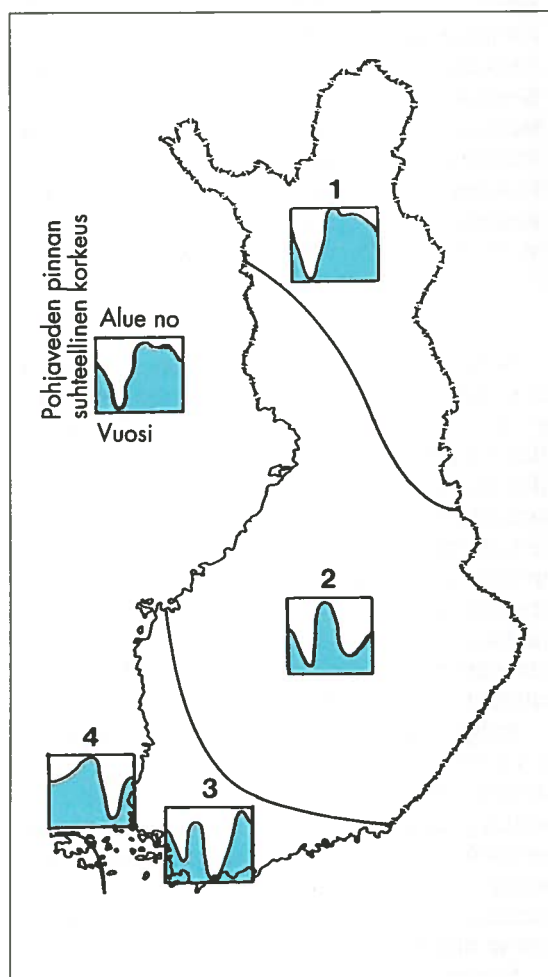 1
Pohjaveden pinnan
suhteellinen korkeus
Alue no
Vuosi
2
4
3